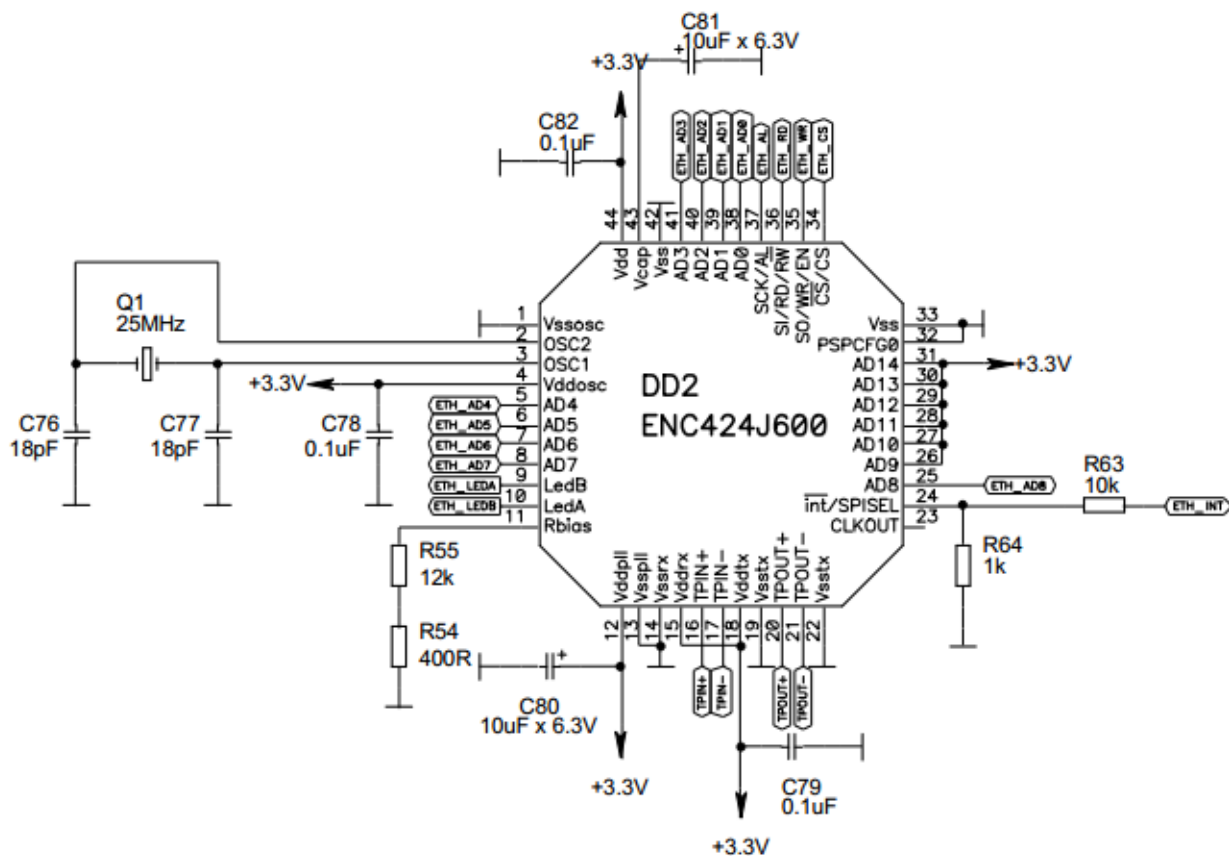 C81
10uF x 6.3V
+3.3V
C82
0.1uF
ETH_AD3
ETH_AD2
ETH_AD1
ETH_AD0
ETH_AL
ETH_RD
ETH_WR
ETH_CS
44
43
42
41
40
39
38
37
36
35
34
Vdd
Vcap
Vss
AD3
AD2
AD1
AD0
SCK/AL
SI/RD/RW
SO/WR/EN
CS/CS
Q1
25MHz
C76
18pF
C77
18pF
+3.3V
C78
0.1uF
1 Vssosc
2 OSC2
3 OSC1
4 Vddosc
ETH_AD4 5 AD4
ETH_AD5 6 AD5
ETH_AD6 7 AD6
ETH_AD7 8 AD7
ETH_LEDA 9 LedB
ETH_LEDB 10 LedA
11 Rbias
DD2
ENC424J600
Vss 33
PSPCFG0 32
AD14 31 +3.3V
AD13 30
AD12 29
AD11 28
AD10 27
AD9 26
AD8 25 ETH_AD8
int/SPISEL 24
CLKOUT 23
R63
10k
ETH_INT
R64
1k
R55
12k
R54
400R
Vddpll
Vsspll
Vssrx
Vddrx
TPIN+
TPIN-
Vddtx
Vsstx
TPOUT+
TPOUT-
Vsstx
12
13
14
15
16
17
18
19
20
21
22
TPIN+
TPIN-
TPOUT+
TPOUT-
C80
10uF x 6.3V
+3.3V
C79
0.1uF
+3.3V